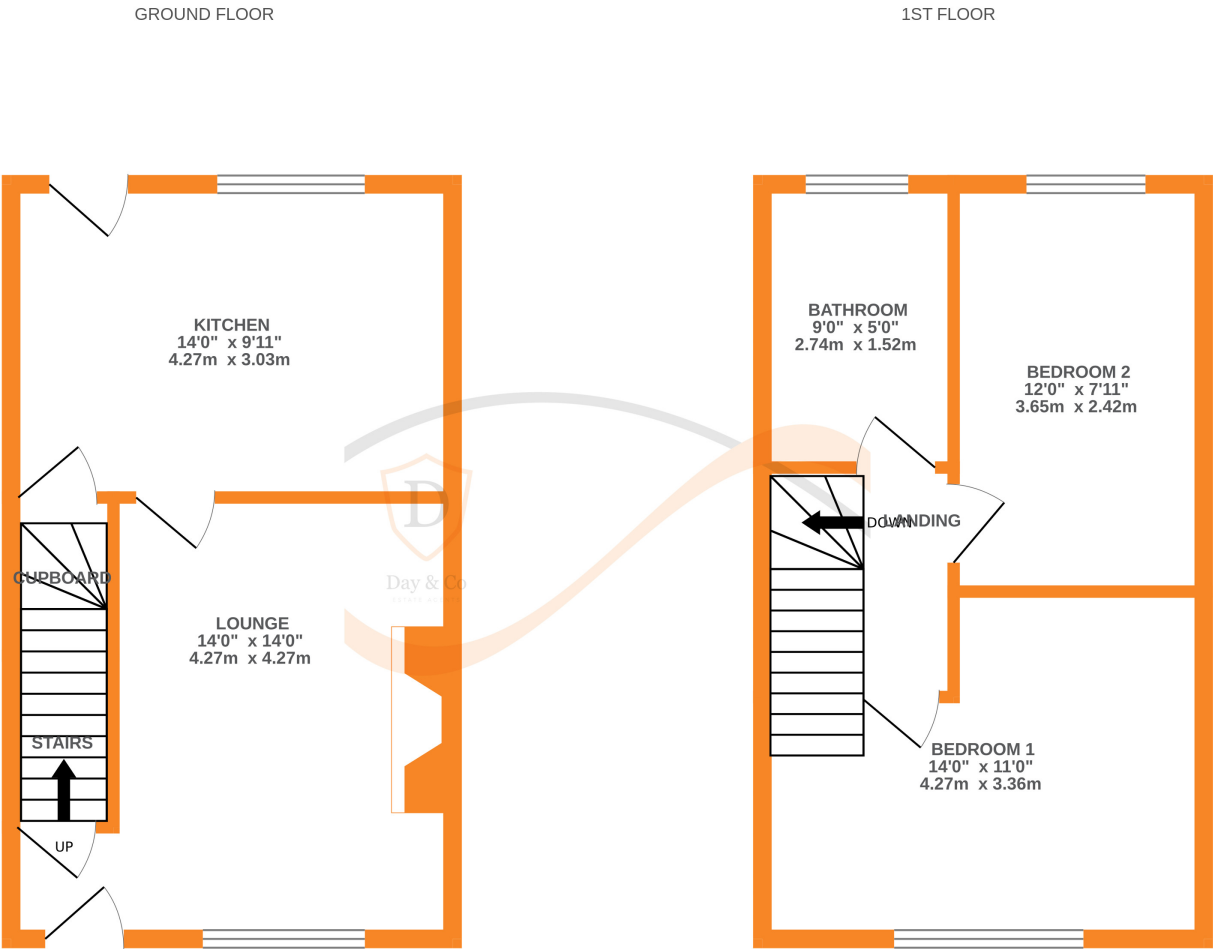 GROUND FLOOR
1ST FLOOR
KITCHEN
14'0" x 9'11"
4.27m x 3.03m
BATHROOM
9'0" x 5'0"
2.74m x 1.52m
BEDROOM 2
12'0" x 7'11"
3.65m x 2.42m
D
DOWN
LANDING
CUPBOARD
Day & Co
LOUNGE
14'0" x 14'0"
4.27m x 4.27m
STAIRS
UP
BEDROOM 1
14'0" x 11'0"
4.27m x 3.36m